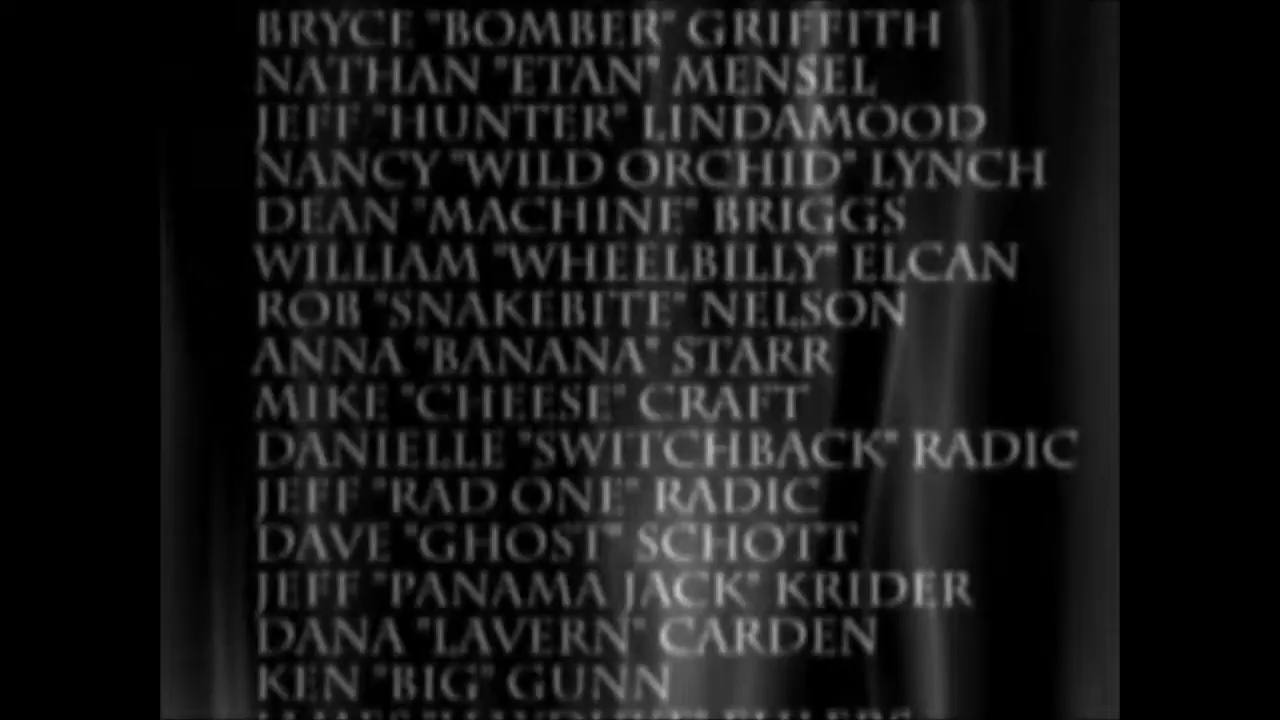 BRYCE "BOMBER" GRIFFITH
NATHAN "ETAN" MENSEL
JEFF "HUNTER" LINDAMOOD
NANCY "WILD ORCHID" LYNCH
DEAN "MACHINE" BRIGGS
WILLIAM "WHEELBILLY" ELCAN
ROB "SNAKEBITE" NELSON
ANNA "BANANA" STARR
MIKE "CHEESE" CRAFT
DANIELLE "SWITCHBACK" RADIC
JEFF "RAD ONE" RADIC
DAVE "GHOST" SCHOTT
JEFF "PANAMA JACK" KRIDER
DANA "LAVERN" CARDEN
KEN "BIG" GUNN